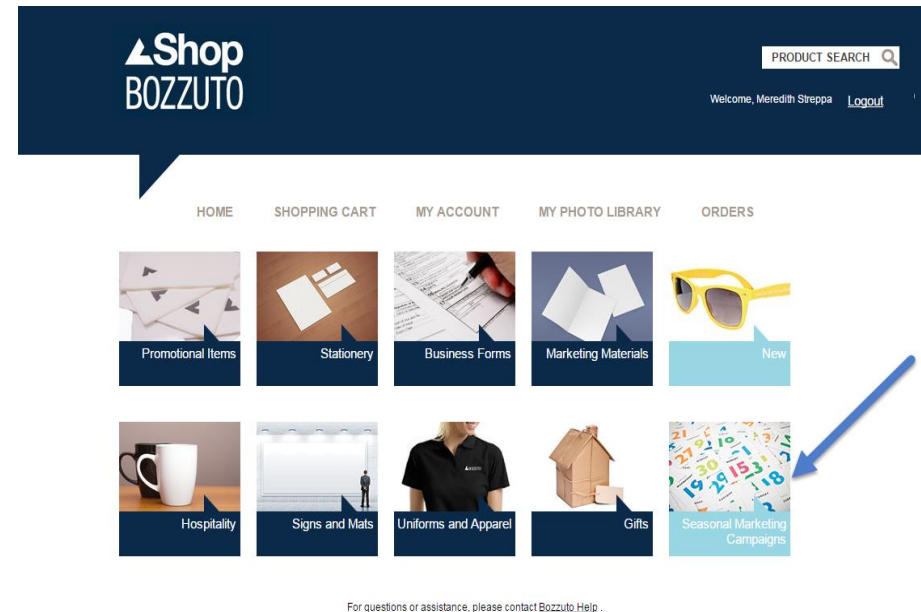 Shop
BOZZUTO
PRODUCT SEARCH
Welcome, Meredith Streppa Logout
HOME SHOPPING CART MY ACCOUNT MY PHOTO LIBRARY ORDERS
Promotional Items Stationery Business Forms Marketing Materials New
BOZZUTO
Hospitality Signs and Mats Uniforms and Apparel Gifts Seasonal Marketing
Campaigns
For questions or assistance, please contact Bozzuto Help .